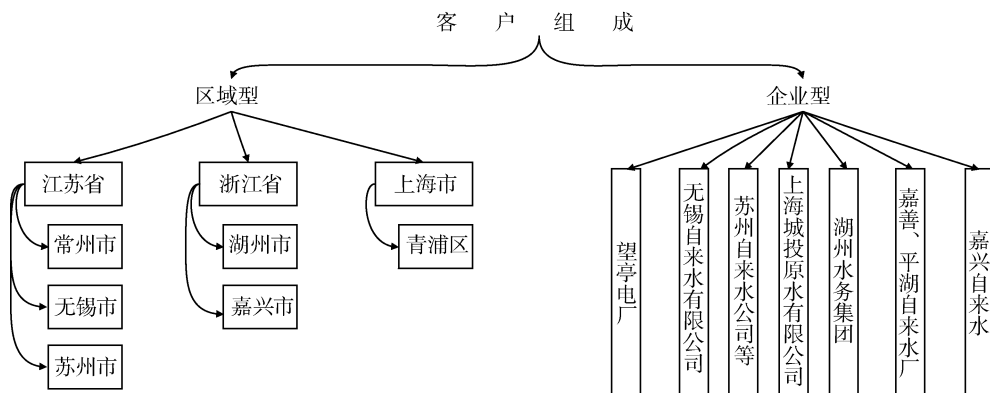 客户组成
区域型
企业型
江苏省
浙江省
上海市
常州市
湖州市
青浦区
无锡市
嘉兴市
苏州市
望亭电厂
无锡自来水有限公司
苏州自来水公司等
上海城投原水有限公司
湖州水务集团
嘉善、平湖自来水厂
嘉兴自来水